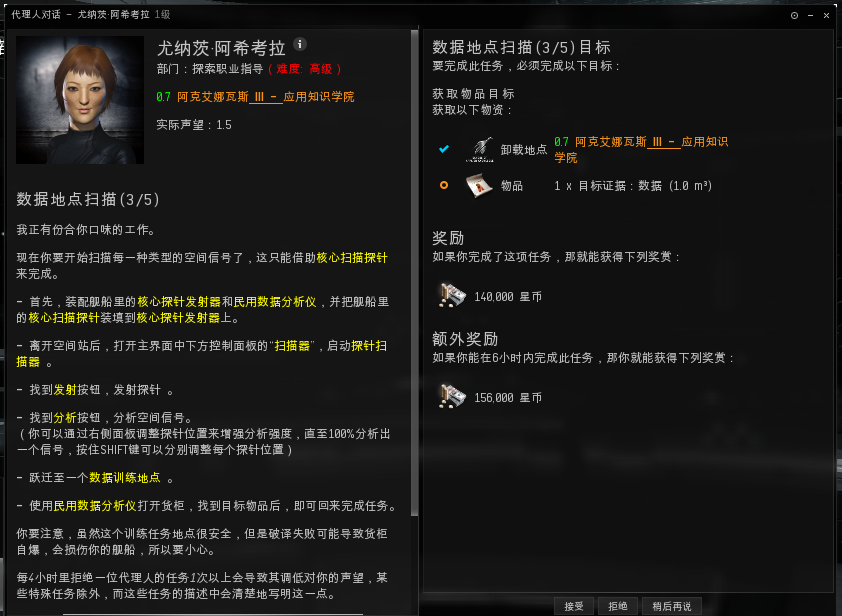 代理人对话 - 尤纳茨·阿希考拉 1级
尤纳茨·阿希考拉
部门：探索职业指导（难度: 高级）
0.7 阿克艾娜瓦斯 III - 应用知识学院
实际声望：1.5
数据地点扫描(3/5)
我正有份合你口味的工作。
现在你要开始扫描每一种类型的空间信号了，这只能借助核心扫描探针
来完成。
- 首先，装配舰船里的核心探针发射器和民用数据分析仪，并把舰船里
的核心扫描探针装填到核心探针发射器上。
- 离开空间站后，打开主界面中下方控制面板的“扫描器”，启动探针扫
描器 。
- 找到发射按钮，发射探针 。
- 找到分析按钮，分析空间信号。
（你可以通过右侧面板调整探针位置来增强分析强度，直至100%分析出
一个信号，按住SHIFT键可以分别调整每个探针位置）
- 跃迁至一个数据训练地点 。
- 使用民用数据分析仪打开货柜，找到目标物品后，即可回来完成任务。
你要注意，虽然这个训练任务地点很安全，但是破译失败可能导致货柜
自爆，会损伤你的舰船，所以要小心。
每4小时里拒绝一位代理人的任务1次以上会导致其调低对你的声望，某
些特殊任务除外，而这些任务的描述中会清楚地写明这一点。
数据地点扫描(3/5)目标
要完成此任务，必须完成以下目标：
获取物品目标
获取以下物资：
卸载地点 0.7 阿克艾娜瓦斯 III - 应用知识
学院
物品 1 x 目标证据：数据 (1.0 m³)
奖励
如果你完成了这项任务，那就能获得下列奖赏：
140,000 星币
额外奖励
如果你能在6小时内完成此任务，那你就能获得下列奖赏：
156,000 星币
接受 拒绝 稍后再说